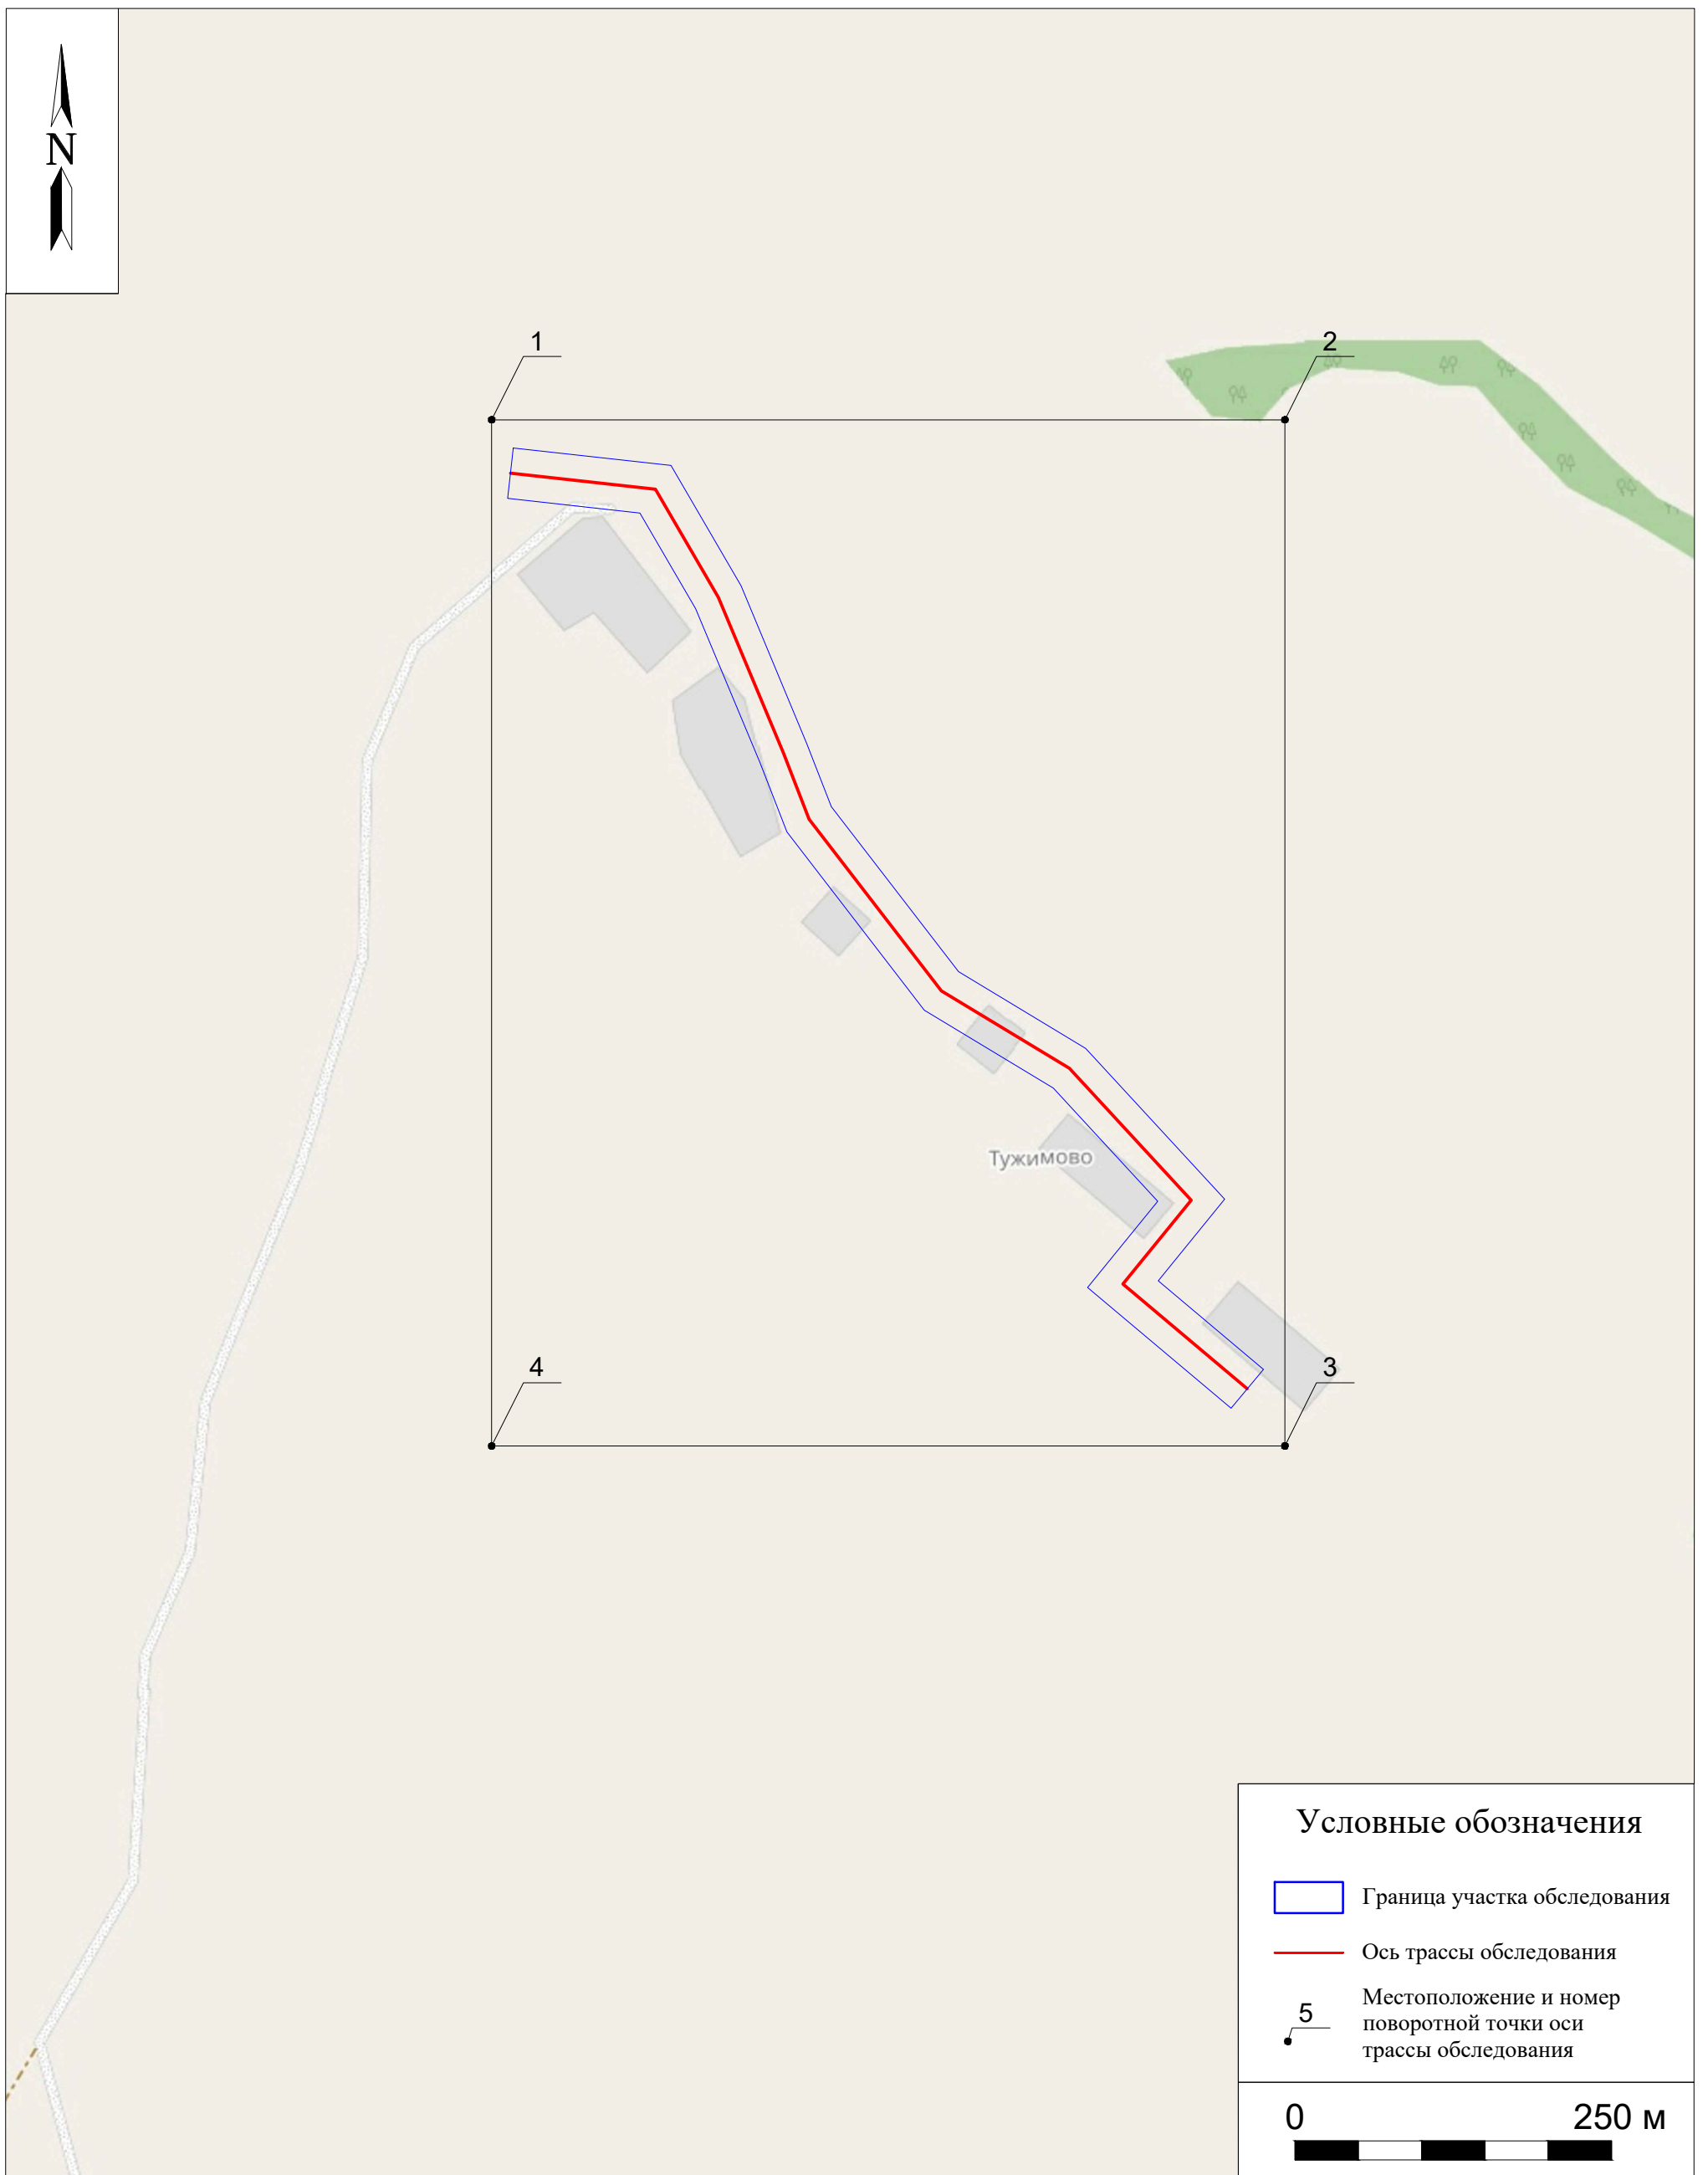 N
1
2
Тужимово
4
3
Условные обозначения
Граница участка обследования
Ось трассы обследования
5
Местоположение и номер
поворотной точки оси
трассы обследования
0 250 м